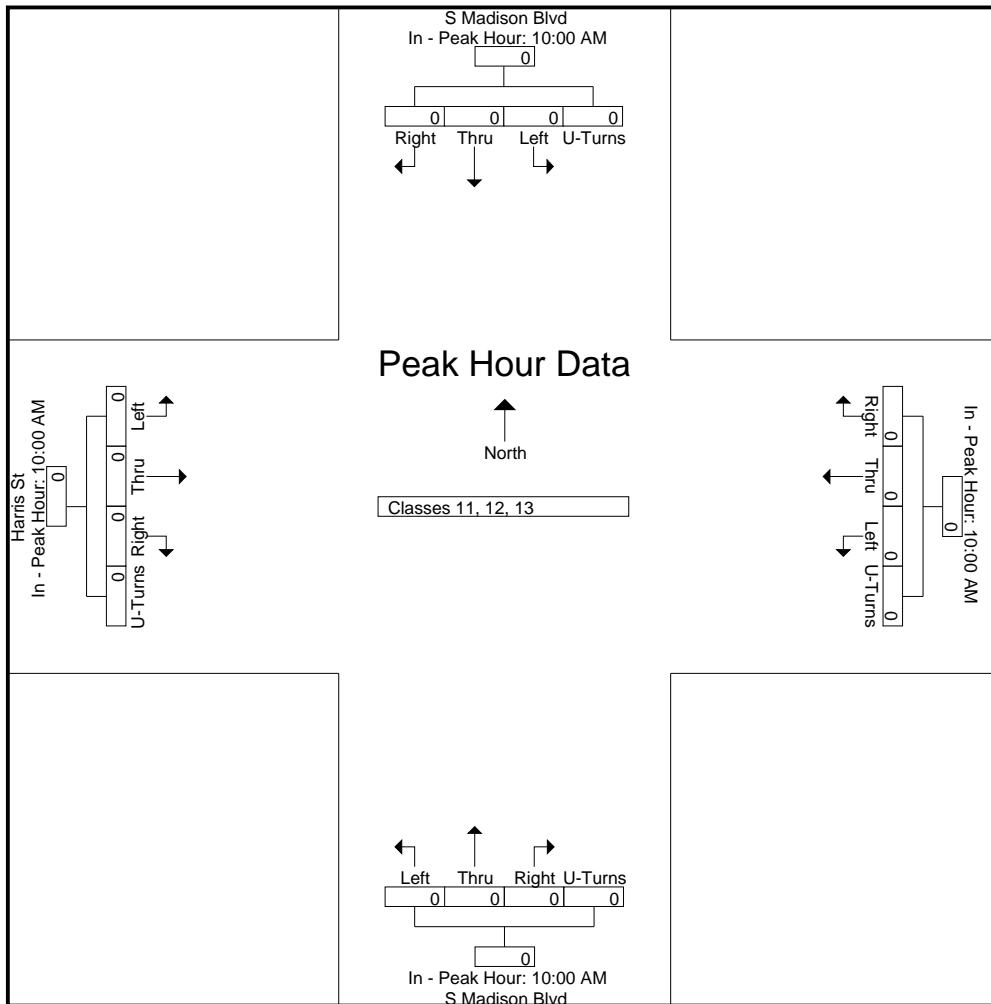 S Madison Blvd
In - Peak Hour: 10:00 AM
0
0 0 0 0
Right Thru Left U-Turns
Peak Hour Data
North
Classes 11, 12, 13
Harris St
In - Peak Hour: 10:00 AM
0
0 0 0 0
Left Thru Right U-Turns
In - Peak Hour: 10:00 AM
0
0 0 0 0
Right Thru Left U-Turns
Left Thru Right U-Turns
0 0 0 0
0
In - Peak Hour: 10:00 AM
S Madison Blvd